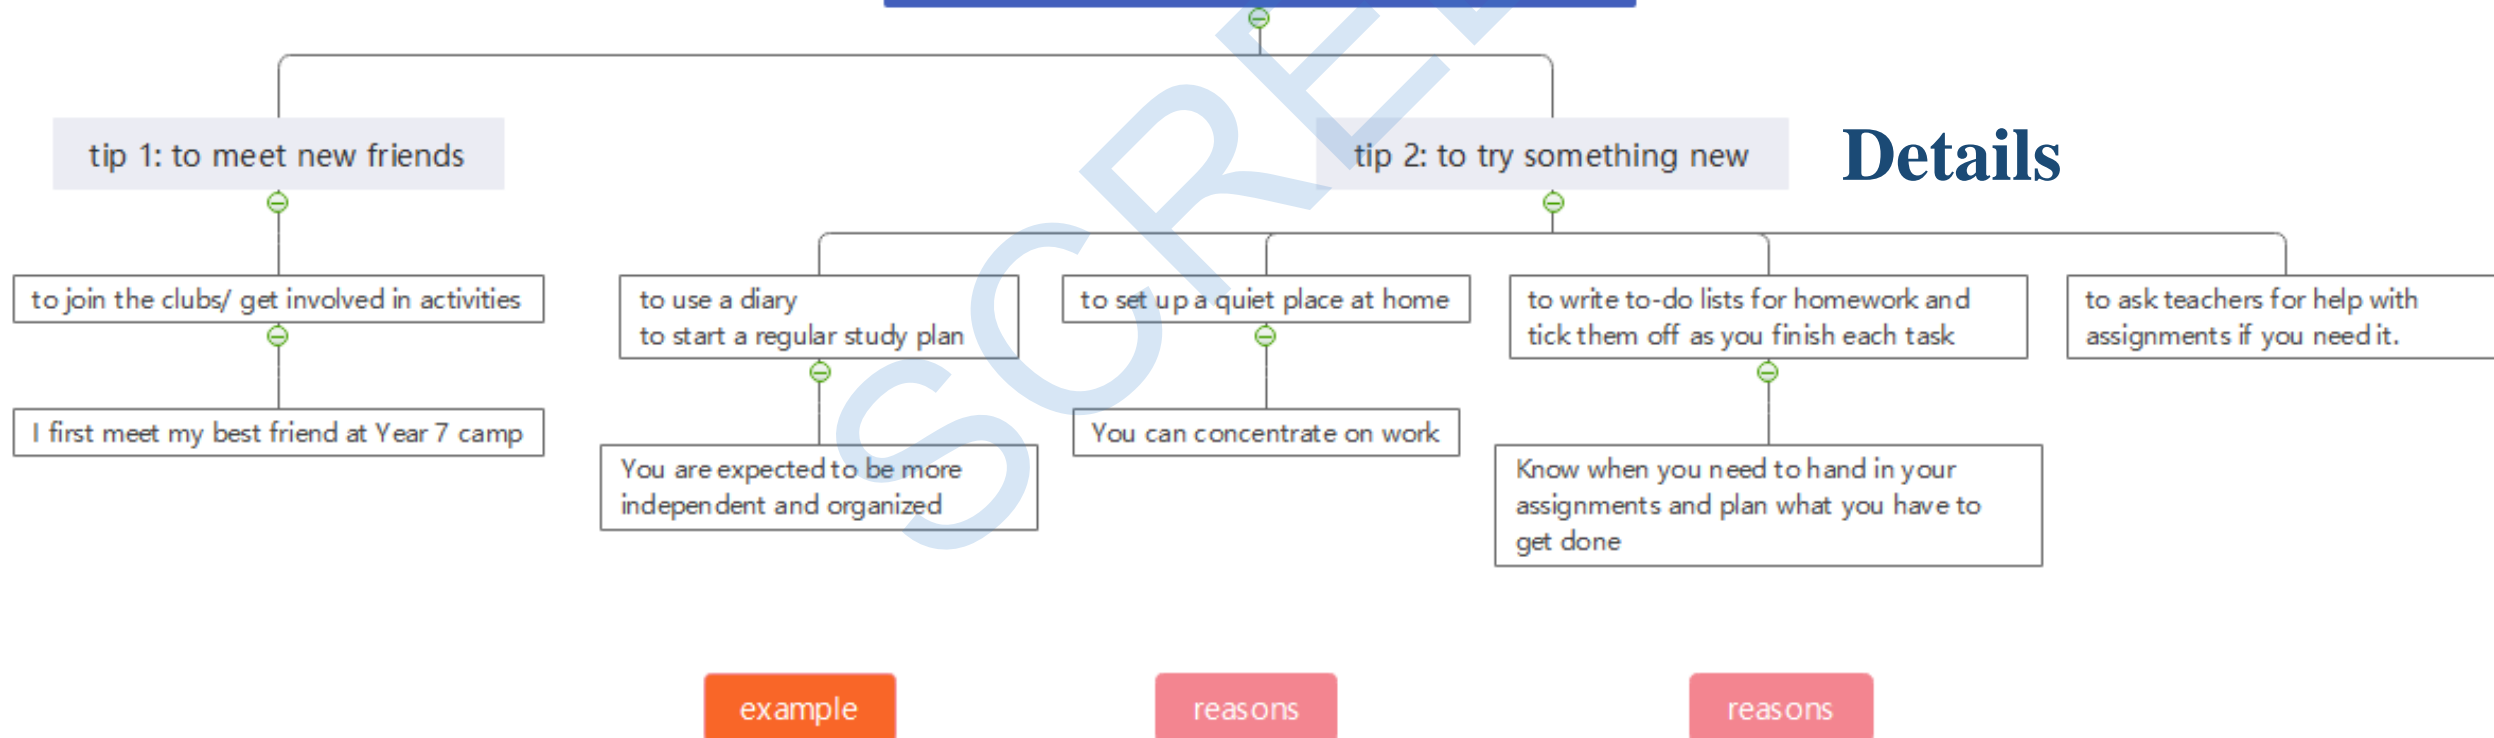 tip 1: to meet new friends
tip 2: to try something new
Details
to join the clubs/ get involved in activities
to use a diary
to start a regular study plan
to set up a quiet place at home
to write to-do lists for homework and
tick them off as you finish each task
to ask teachers for help with
assignments if you need it.
I first meet my best friend at Year 7 camp
You are expected to be more
independent and organized
You can concentrate on work
Know when you need to hand in your
assignments and plan what you have to
get done
example
reasons
reasons
SCRE